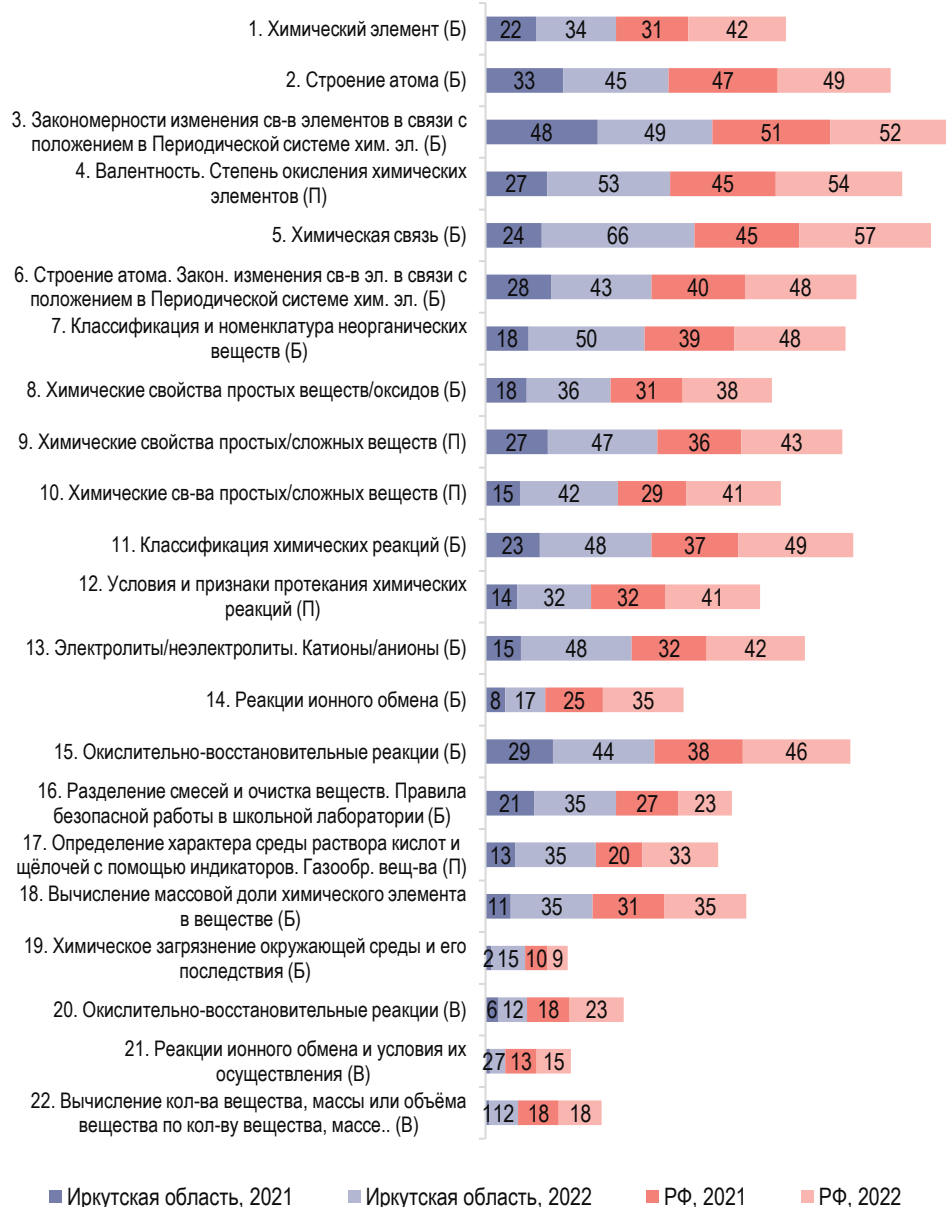 1. Химический элемент (Б)
22 34 31 42
2. Строение атома (Б)
33 45 47 49
3. Закономерности изменения св-в элементов в связи с
положением в Периодической системе хим. эл. (Б)
48 49 51 52
4. Валентность. Степень окисления химических
элементов (П)
27 53 45 54
5. Химическая связь (Б)
24 66 45 57
6. Строение атома. Закон. изменения св-в эл. в связи с
положением в Периодической системе хим. эл. (Б)
28 43 40 48
7. Классификация и номенклатура неорганических
веществ (Б)
18 50 39 48
8. Химические свойства простых веществ/оксидов (Б)
18 36 31 38
9. Химические свойства простых/сложных веществ (П)
27 47 36 43
10. Химические св-ва простых/сложных веществ (П)
15 42 29 41
11. Классификация химических реакций (Б)
23 48 37 49
12. Условия и признаки протекания химических
реакций (П)
14 32 32 41
13. Электролиты/неэлектролиты. Катионы/анионы (Б)
15 48 32 42
14. Реакции ионного обмена (Б)
8 17 25 35
15. Окислительно-восстановительные реакции (Б)
29 44 38 46
16. Разделение смесей и очистка веществ. Правила
безопасной работы в школьной лаборатории (Б)
21 35 27 23
17. Определение характера среды раствора кислот и
щёлочей с помощью индикаторов. Газообр. вещ-ва (П)
13 35 20 33
18. Вычисление массовой доли химического элемента
в веществе (Б)
11 35 31 35
19. Химическое загрязнение окружающей среды и его
последствия (Б)
2 15 10 9
20. Окислительно-восстановительные реакции (В)
6 12 18 23
21. Реакции ионного обмена и условия их
осуществления (В)
2 7 13 15
22. Вычисление кол-ва вещества, массы или объёма
вещества по кол-ву вещества, массе.. (В)
1 12 18 18
Иркутская область, 2021 Иркутская область, 2022 РФ, 2021 РФ, 2022